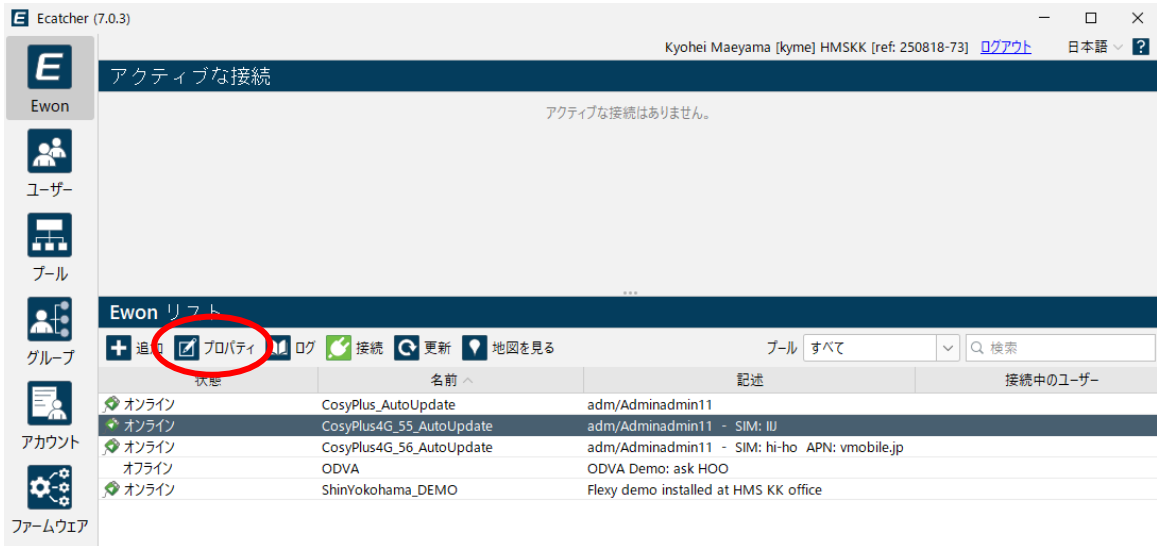 Ecatcher (7.0.3)
Kyohei Maeyama [kyme] HMSKK [ref: 250818-73] ログアウト 日本語 ?
アクティブな接続
Ewon
アクティブな接続はありません。
ユーザー
プール
Ewon リスト
追加 プロパティ ログ 接続 更新 地図を見る プール すべて 検索
グループ
状態 名前 記述 接続中のユーザー
オンライン CosyPlus_AutoUpdate adm/Adminadmin11
オンライン CosyPlus4G_55_AutoUpdate adm/Adminadmin11 - SIM: IIJ
アカウント
オンライン CosyPlus4G_56_AutoUpdate adm/Adminadmin11 - SIM: hi-ho APN: vmobile.jp
オフライン ODVA ODVA Demo: ask HOO
オンライン ShinYokohama_DEMO Flexy demo installed at HMS KK office
ファームウェア